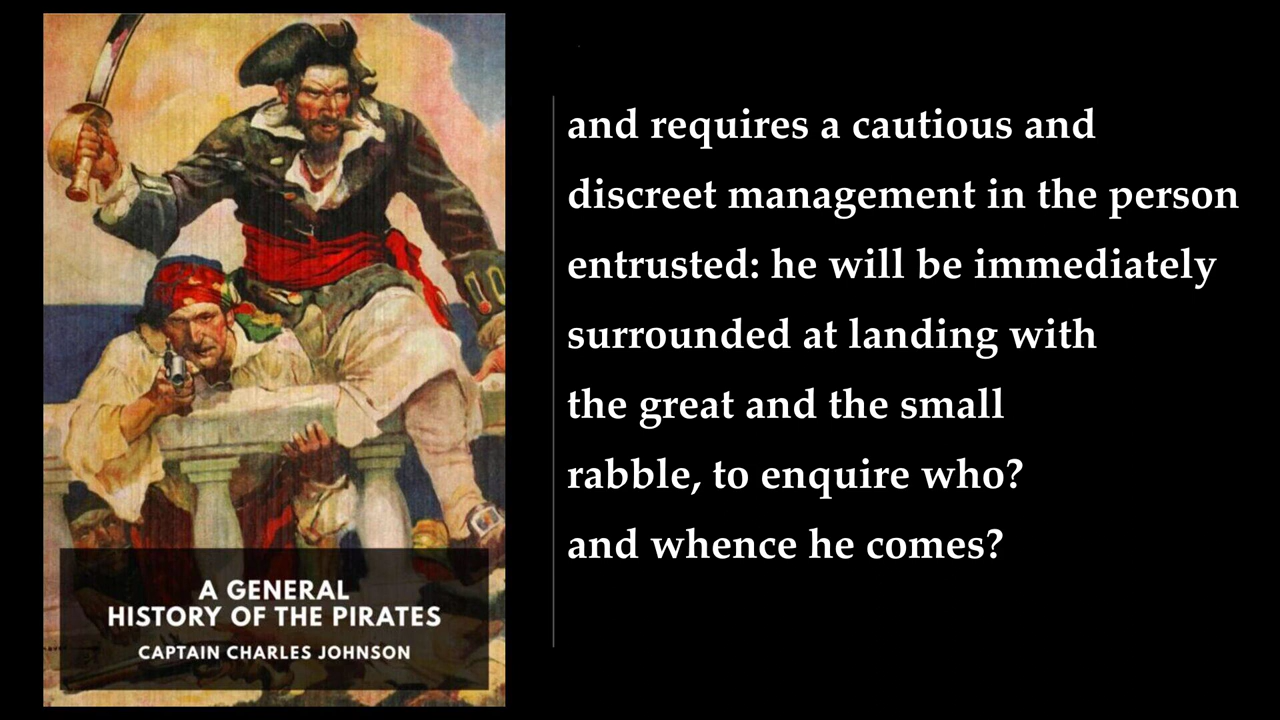 A GENERAL
HISTORY OF THE PIRATES
CAPTAIN CHARLES JOHNSON
and requires a cautious and
discreet management in the person
entrusted: he will be immediately
surrounded at landing with
the great and the small
rabble, to enquire who?
and whence he comes?